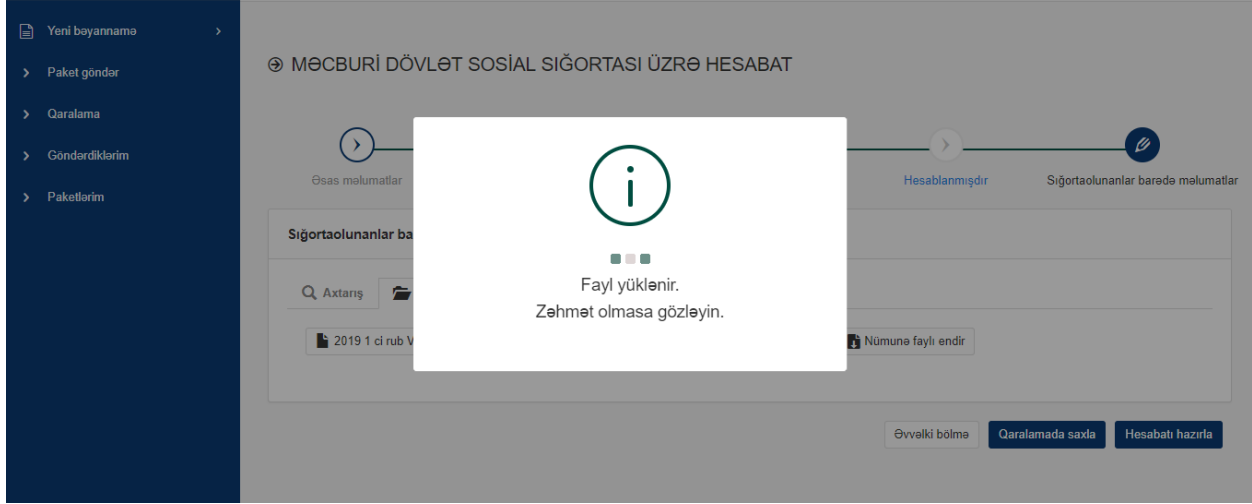 Yeni bəyannamə
Paket göndər
Qaralama
Göndərdiklərim
Paketlərim
MƏCBURİ DÖVLƏT SOSİAL SIĞORTASI ÜZRƏ HESABAT
Əsas məlumatlar
Hesablanmışdır
Sığortaolunanlar barədə məlumatlar
Sığortaolunanlar ba
Axtarış
Fayl yüklənir.
Zəhmət olmasa gözləyin.
2019 1 ci rub V
Nümunə faylı endir
Əvvəlki bölmə
Qaralamada saxla
Hesabatı hazırla